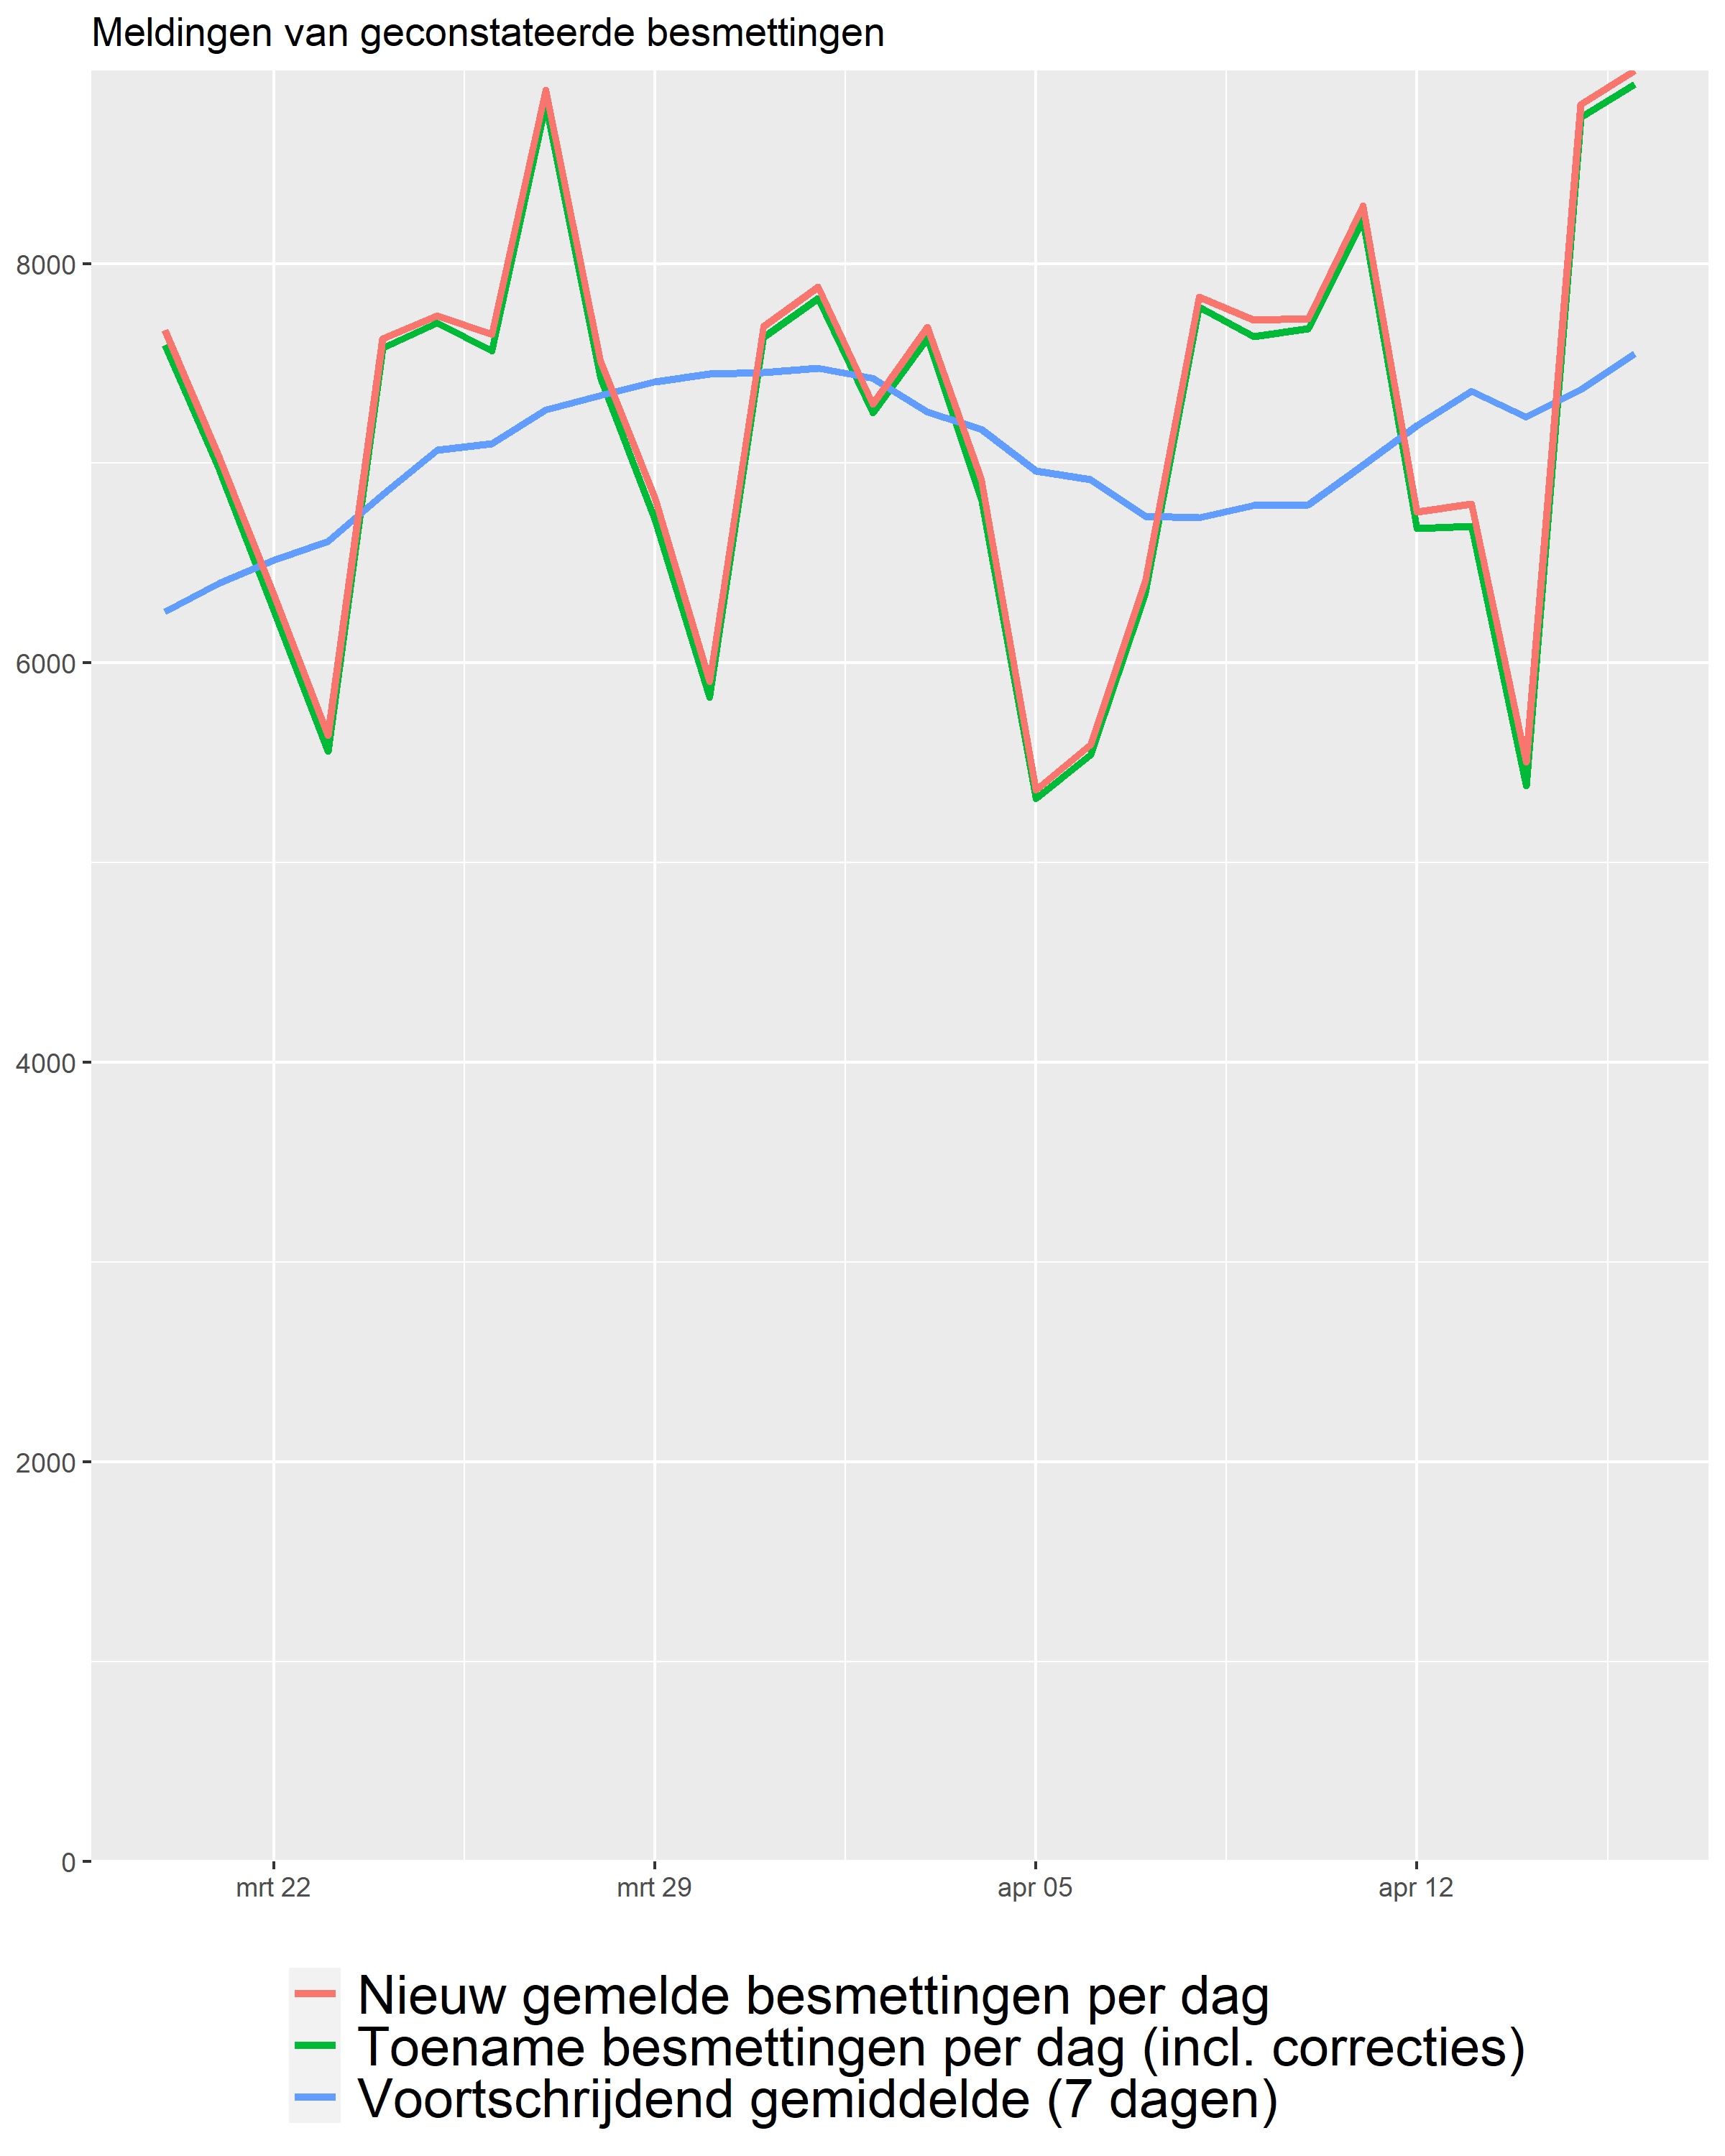 Meldingen van geconstateerde besmettingen
8000
6000
4000
2000
0
mrt 22
mrt 29
apr 05
apr 12
Nieuw gemelde besmettingen per dag
Toename besmettingen per dag (incl. correcties)
Voortschrijdend gemiddelde (7 dagen)